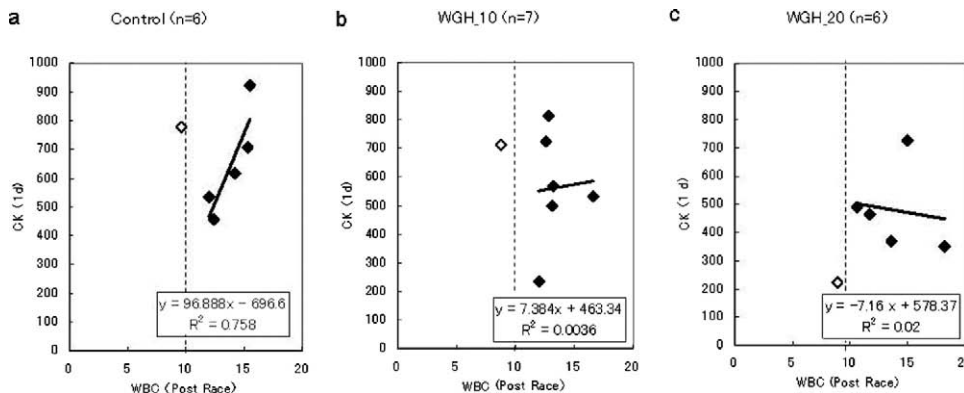 a
Control (n=6)
CK (1d)
1000
900
800
700
600
500
400
300
200
100
0
y = 96.888x − 696.6
R² = 0.758
0 5 10 15 20
WBC (Post Race)
b
WGH_10 (n=7)
CK (1d)
1000
900
800
700
600
500
400
300
200
100
0
y = 7.384x + 463.34
R² = 0.0036
0 5 10 15 20
WBC (Post Race)
c
WGH_20 (n=6)
CK (1d)
1000
900
800
700
600
500
400
300
200
100
0
y = −7.16x + 578.37
R² = 0.02
0 5 10 15 20
WBC (Post Race)